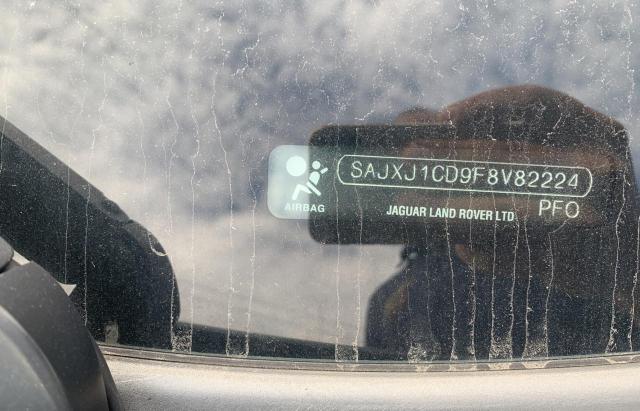 SAJXJ1CD9F8V82224
AIRBAG
JAGUAR LAND ROVER LTD
PFO